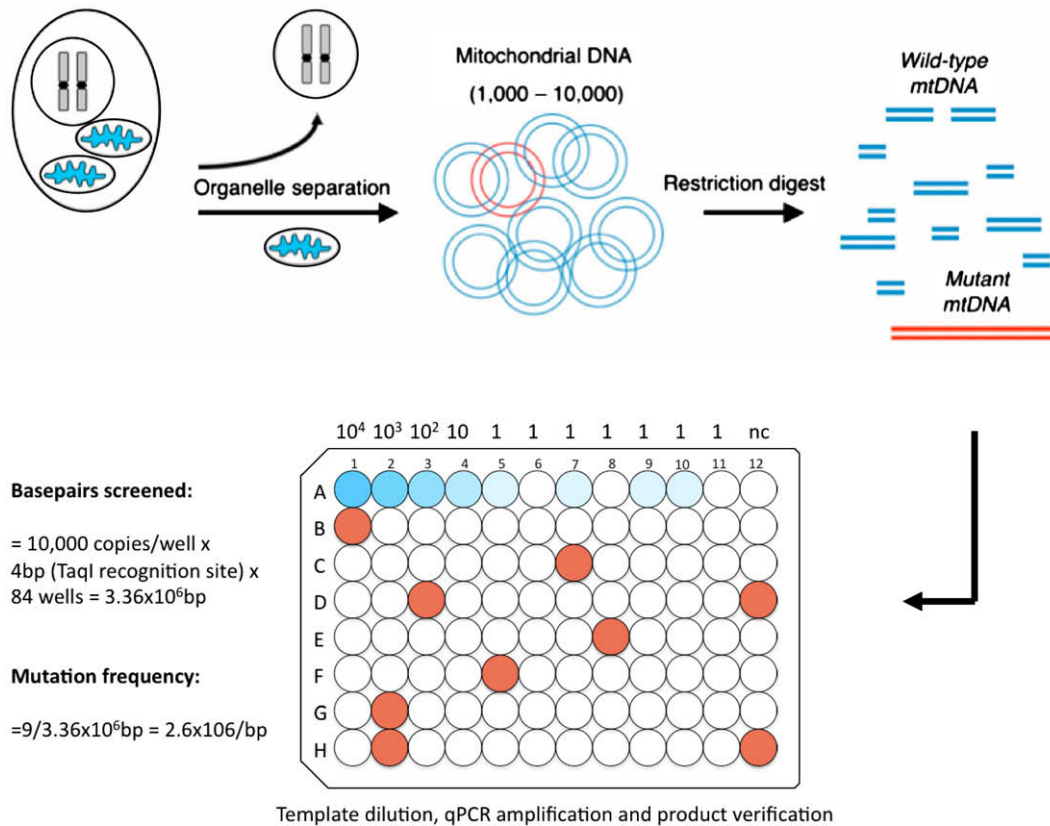 Mitochondrial DNA
(1,000 – 10,000)
Wild-type
mtDNA
Organelle separation
Restriction digest
Mutant
mtDNA
10⁴ 10³ 10² 10 1 1 1 1 1 1 1 nc
1 2 3 4 5 6 7 8 9 10 11 12
A
B
C
D
E
F
G
H
Basepairs screened:
= 10,000 copies/well x
4bp (TaqI recognition site) x
84 wells = 3.36x10⁶bp
Mutation frequency:
=9/3.36x10⁶bp = 2.6x106/bp
Template dilution, qPCR amplification and product verification